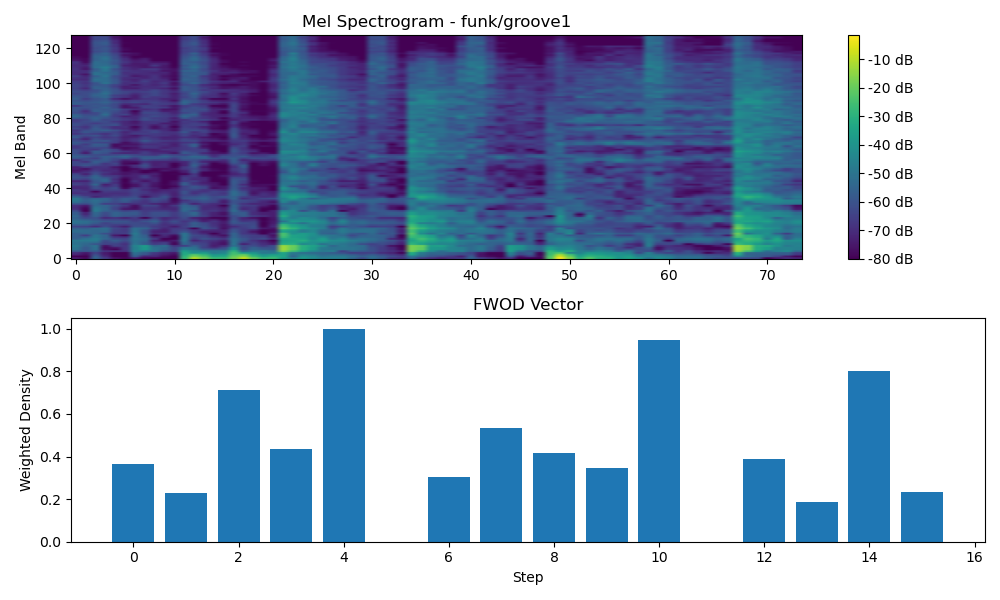 Mel Spectrogram - funk/groove1
Mel Band
120
100
80
60
40
20
0
0 10 20 30 40 50 60 70
-10 dB
-20 dB
-30 dB
-40 dB
-50 dB
-60 dB
-70 dB
-80 dB
FWOD Vector
Weighted Density
1.0
0.8
0.6
0.4
0.2
0.0
0 2 4 6 8 10 12 14 16
Step